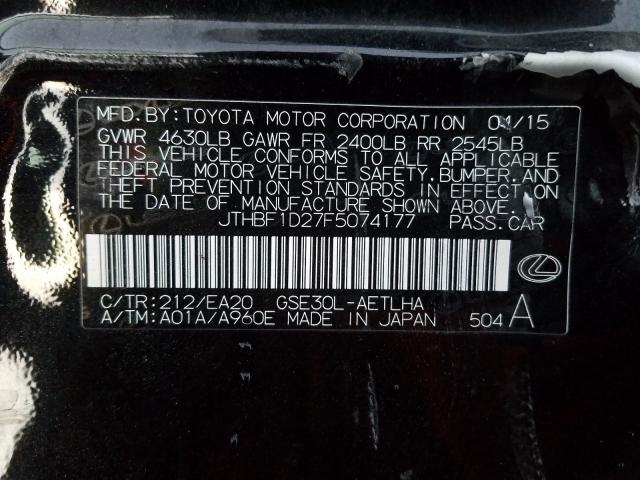 MFD. BY: TOYOTA MOTOR CORPORATION 04/15
GVWR 4630LB GAWR FR 2400LB RR 2545LB
THIS VEHICLE CONFORMS TO ALL APPLICABLE
FEDERAL MOTOR VEHICLE SAFETY, BUMPER, AND
THEFT PREVENTION STANDARDS IN EFFECT ON
THE DATE OF MANUFACTURE SHOWN ABOVE.
JTHBF1D27F5074177 PASS. CAR
C/TR: 212/EA20 GSE30L-AETLHA
A/TM: A01A/A960E MADE IN JAPAN 504 A